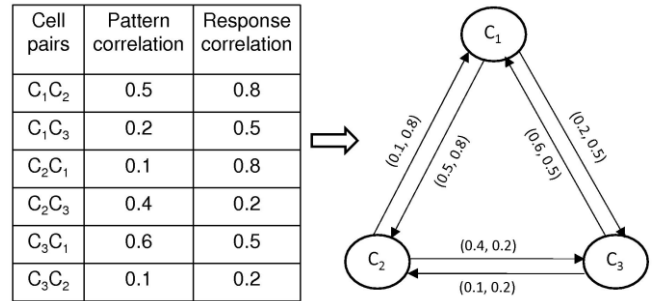 Cell pairs Pattern correlation Response correlation
C₁C₂ 0.5 0.8
C₁C₃ 0.2 0.5
C₂C₁ 0.1 0.8
C₂C₃ 0.4 0.2
C₃C₁ 0.6 0.5
C₃C₂ 0.1 0.2
C₁
(0.1, 0.8)
(0.5, 0.8)
(0.6, 0.5)
(0.2, 0.5)
C₂
(0.4, 0.2)
(0.1, 0.2)
C₃